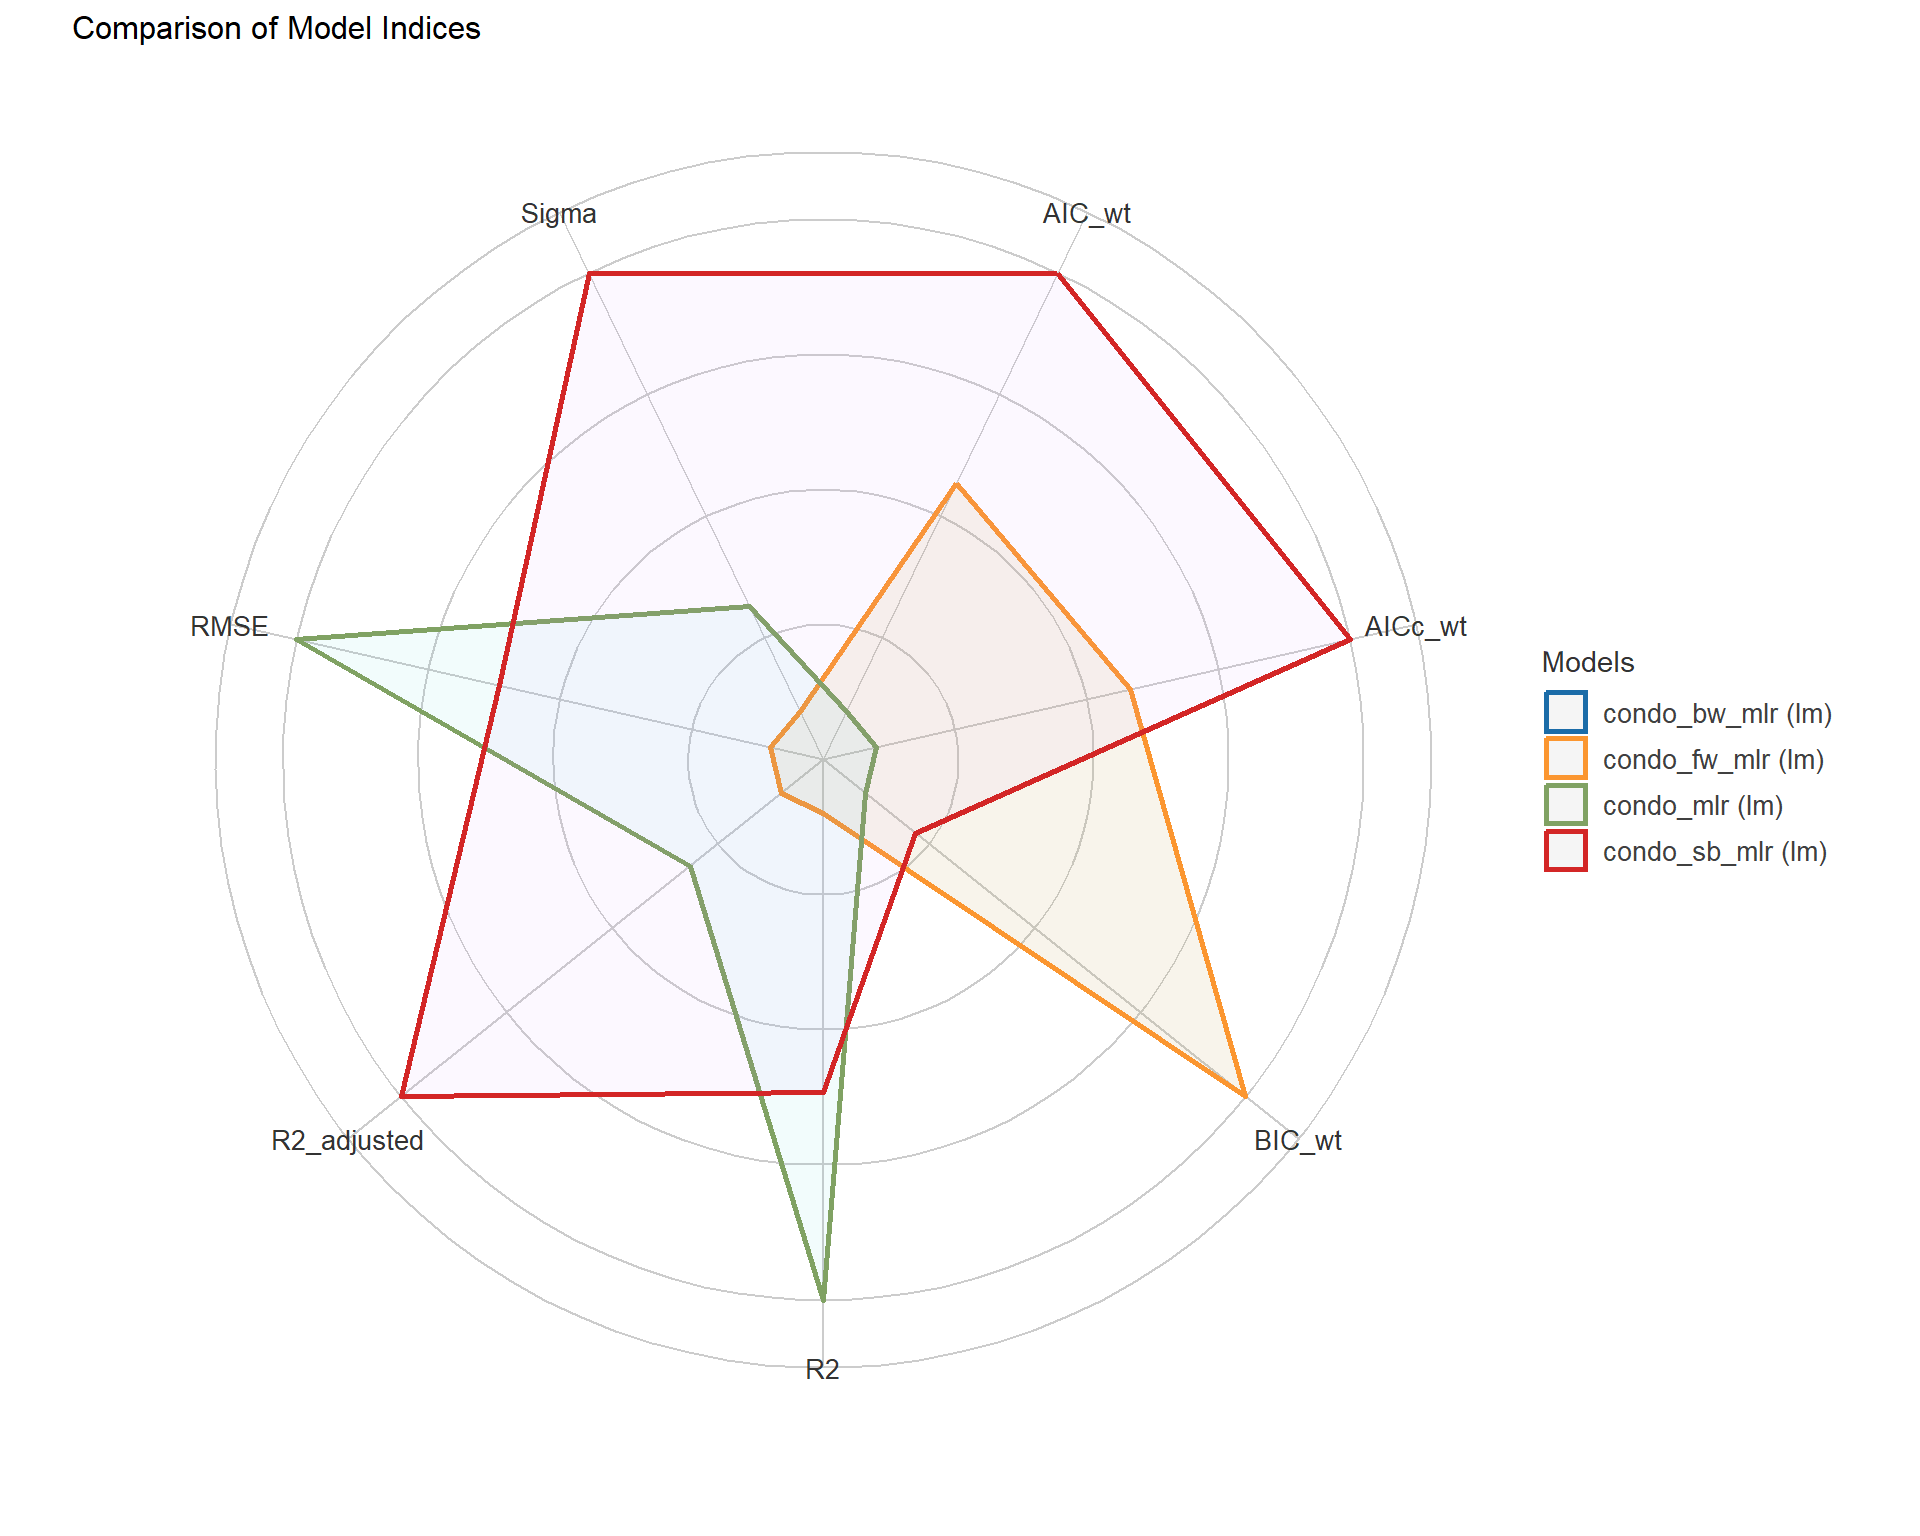 Comparison of Model Indices
Sigma
AIC_wt
RMSE
AICc_wt
Models
condo_bw_mlr (lm)
condo_fw_mlr (lm)
condo_mlr (lm)
condo_sb_mlr (lm)
R2_adjusted
BIC_wt
R2